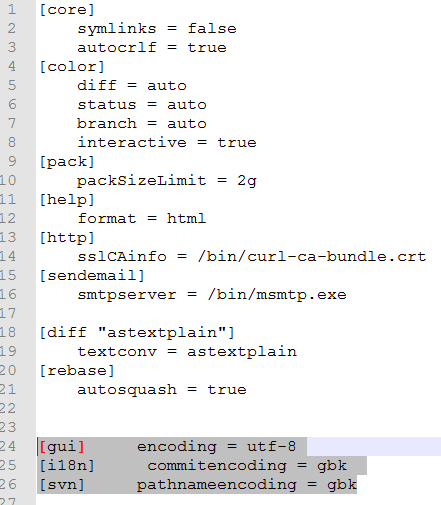 1 [core]
2 symlinks = false
3 autocrlf = true
4 [color]
5 diff = auto
6 status = auto
7 branch = auto
8 interactive = true
9 [pack]
10 packSizeLimit = 2g
11 [help]
12 format = html
13 [http]
14 sslCAinfo = /bin/curl-ca-bundle.crt
15 [sendemail]
16 smtpserver = /bin/msmtp.exe
17
18 [diff "astextplain"]
19 textconv = astextplain
20 [rebase]
21 autosquash = true
22
23
24 [gui] encoding = utf-8
25 [i18n] commitencoding = gbk
26 [svn] pathnameencoding = gbk
27